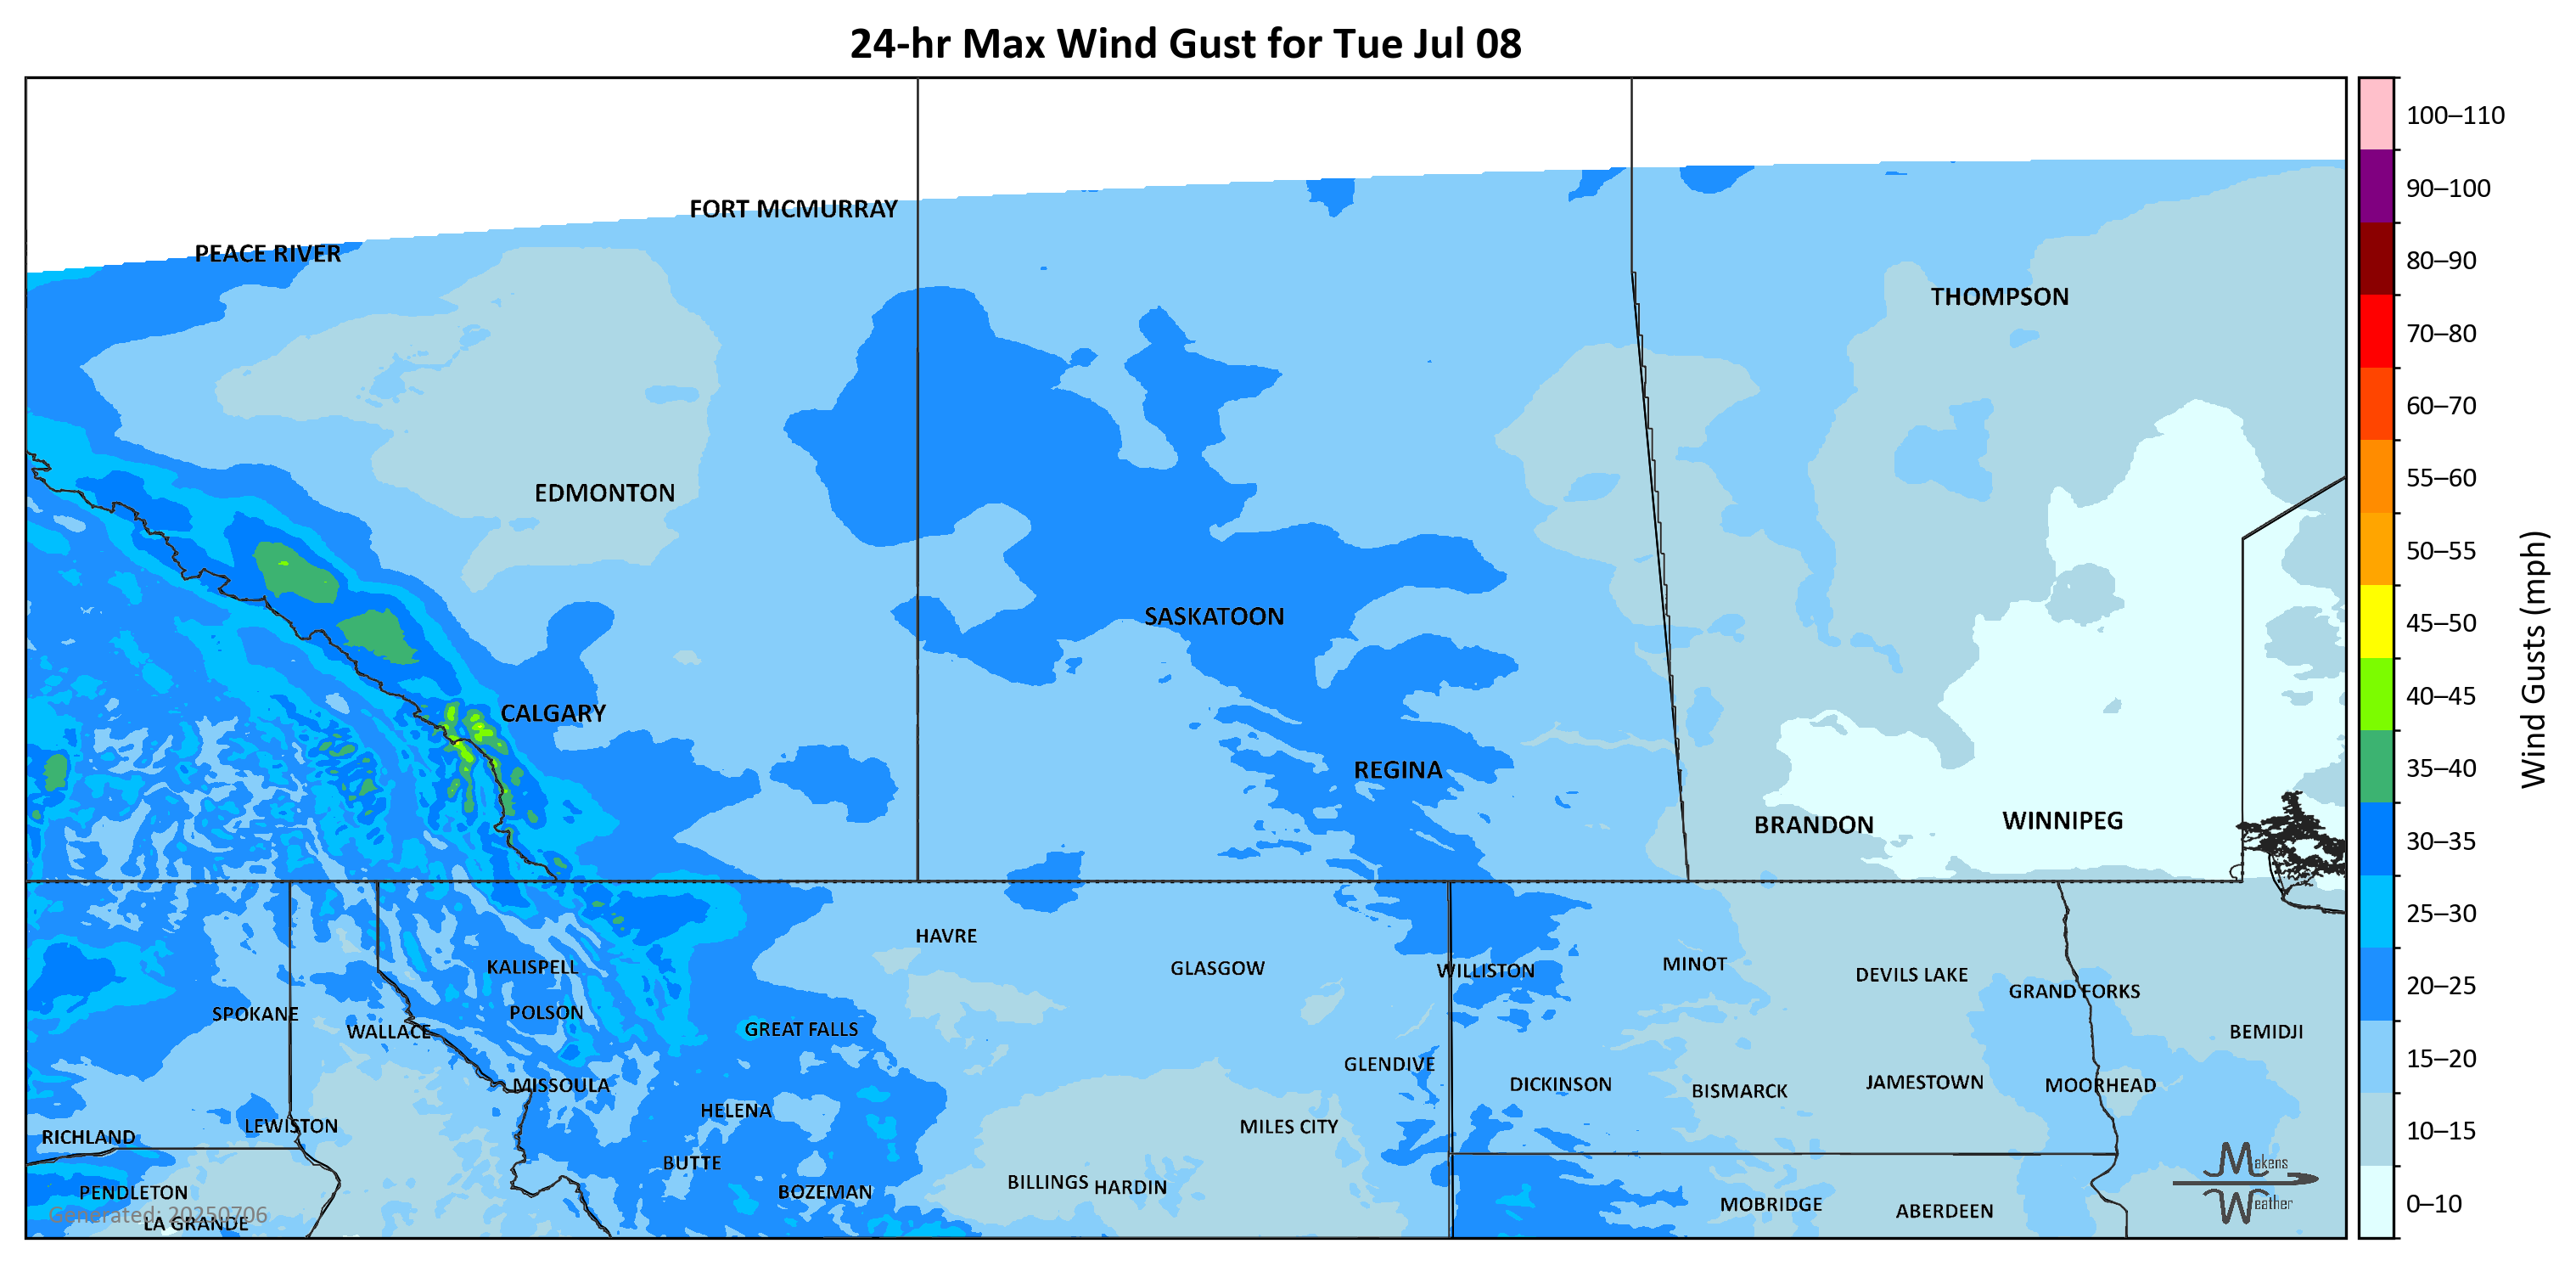 24-hr Max Wind Gust for Tue Jul 08
FORT MCMURRAY
PEACE RIVER
THOMPSON
EDMONTON
SASKATOON
CALGARY
REGINA
BRANDON
WINNIPEG
HAVRE
KALISPELL
GLASGOW
WILLISTON
MINOT
DEVILS LAKE
GRAND FORKS
SPOKANE
POLSON
WALLACE
GREAT FALLS
BEMIDJI
GLENDIVE
MISSOULA
DICKINSON
BISMARCK
JAMESTOWN
MOORHEAD
HELENA
LEWISTON
MILES CITY
RICHLAND
BUTTE
BILLINGS
HARDIN
PENDLETON
BOZEMAN
MOBRIDGE
ABERDEEN
LA GRANDE
Generated: 20250706
Makens
Weather
100–110
90–100
80–90
70–80
60–70
55–60
50–55
45–50
40–45
35–40
30–35
25–30
20–25
15–20
10–15
0–10
Wind Gusts (mph)